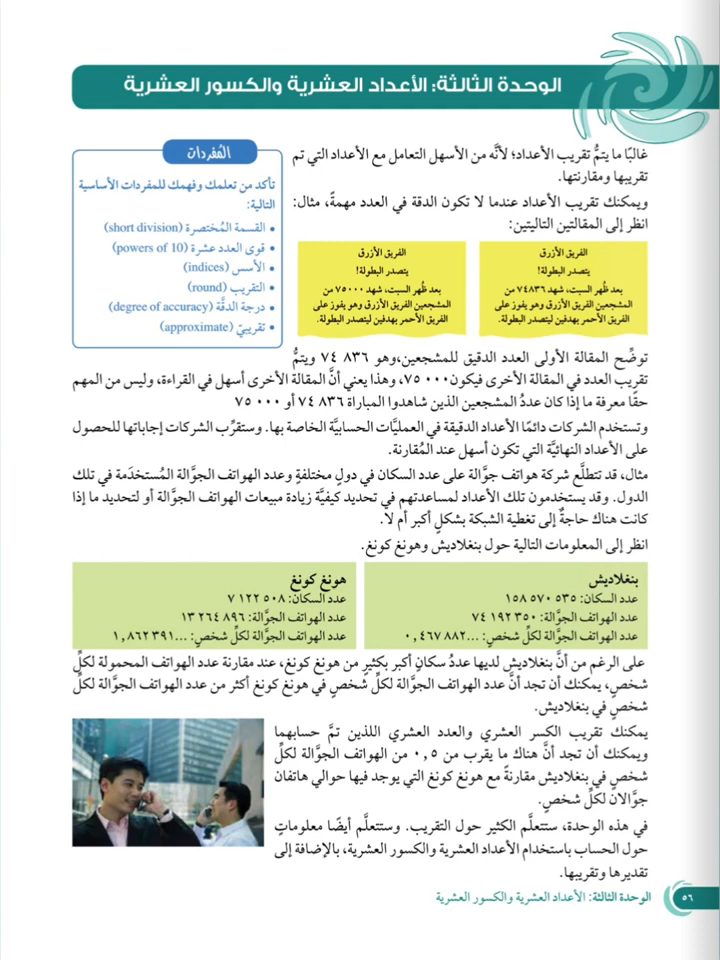 الوحدة الثالثة: الأعداد العشرية والكسور العشرية
غالبًا ما يتمُّ تقريب الأعداد؛ لأنَّه من الأسهل التعامل مع الأعداد التي تم
تقريبها ومقارنتها.
ويمكنك تقريب الأعداد عندما لا تكون الدقة في العدد مهمةً، مثال:
انظر إلى المقالتين التاليتين:
المُفردات
تأكد من تعلمك وفهمك للمفردات الأساسية
التالية:
• القسمة المُختصرة (short division)
• قوى العدد عشرة (powers of 10)
• الأسس (indices)
• التقريب (round)
• درجة الدقَّة (degree of accuracy)
• تقريبيّ (approximate)
الفريق الأزرق
يتصدر البطولة!
بعد ظُهر السبت، شهد ٧٤٨٣٦ من
المشجعين الفريق الأزرق وهو يفوز على
الفريق الأحمر بهدفين ليتصدر البطولة.
الفريق الأزرق
يتصدر البطولة!
بعد ظُهر السبت، شهد ٧٥٠٠٠ من
المشجعين الفريق الأزرق وهو يفوز على
الفريق الأحمر بهدفين ليتصدر البطولة.
توضِّح المقالة الأولى العدد الدقيق للمشجعين،وهو ٨٣٦ ٧٤ ويتمُّ
تقريب العدد في المقالة الأخرى فيكون٠٠٠ ٧٥، وهذا يعني أنَّ المقالة الأخرى أسهل في القراءة، وليس من المهم
حقًا معرفة ما إذا كان عددُ المشجعين الذين شاهدوا المباراة ٨٣٦ ٧٤ أو ٠٠٠ ٧٥
وتستخدم الشركات دائمًا الأعداد الدقيقة في العمليَّات الحسابيَّة الخاصة بها. وستقرِّب الشركات إجاباتها للحصول
على الأعداد النهائيَّة التي تكون أسهل عند المُقارنة.
مثال، قد تتطلَّع شركة هواتف جوَّالة على عدد السكان في دولٍ مختلفةٍ وعدد الهواتف الجوَّالة المُستخدَمة في تلك
الدول. وقد يستخدمون تلك الأعداد لمساعدتهم في تحديد كيفيَّة زيادة مبيعات الهواتف الجوَّالة أو لتحديد ما إذا
كانت هناك حاجةٌ إلى تغطية الشبكة بشكلٍ أكبر أم لا.
انظر إلى المعلومات التالية حول بنغلاديش وهونغ كونغ.
بنغلاديش
عدد السكان: ٥٣٥ ٥٧٠ ١٥٨
عدد الهواتف الجوَّالة: ٣٥٠ ١٩٢ ٧٤
عدد الهواتف الجوَّالة لكلِّ شخصٍ: ...٨٨٢ ٤٦٧,٠
هونغ كونغ
عدد السكان: ٥٠٨ ١٢٢ ٧
عدد الهواتف الجوَّالة: ٨٩٦ ٢٦٤ ١٣
عدد الهواتف الجوَّالة لكلِّ شخصٍ: ...٣٩١ ٨٦٢,١
على الرغم من أنَّ بنغلاديش لديها عددُ سكانٍ أكبر بكثيرٍ من هونغ كونغ، عند مقارنة عدد الهواتف المحمولة لكلِّ
شخصٍ، يمكنك أن تجد أنَّ عدد الهواتف الجوَّالة لكلِّ شخصٍ في هونغ كونغ أكثر من عدد الهواتف الجوَّالة لكلِّ
شخصٍ في بنغلاديش.
يمكنك تقريب الكسر العشري والعدد العشري اللذين تمَّ حسابهما
ويمكنك أن تجد أنَّ هناك ما يقرب من ٠,٥ من الهواتف الجوَّالة لكلِّ
شخصٍ في بنغلاديش مقارنةً مع هونغ كونغ التي يوجد فيها حوالي هاتفان
جوَّالان لكلِّ شخصٍ.
في هذه الوحدة، ستتعلَّم الكثير حول التقريب. وستتعلَّم أيضًا معلوماتٍ
حول الحساب باستخدام الأعداد العشرية والكسور العشرية، بالإضافة إلى
تقديرها وتقريبها.
٥٦ الوحدة الثالثة: الأعداد العشرية والكسور العشرية